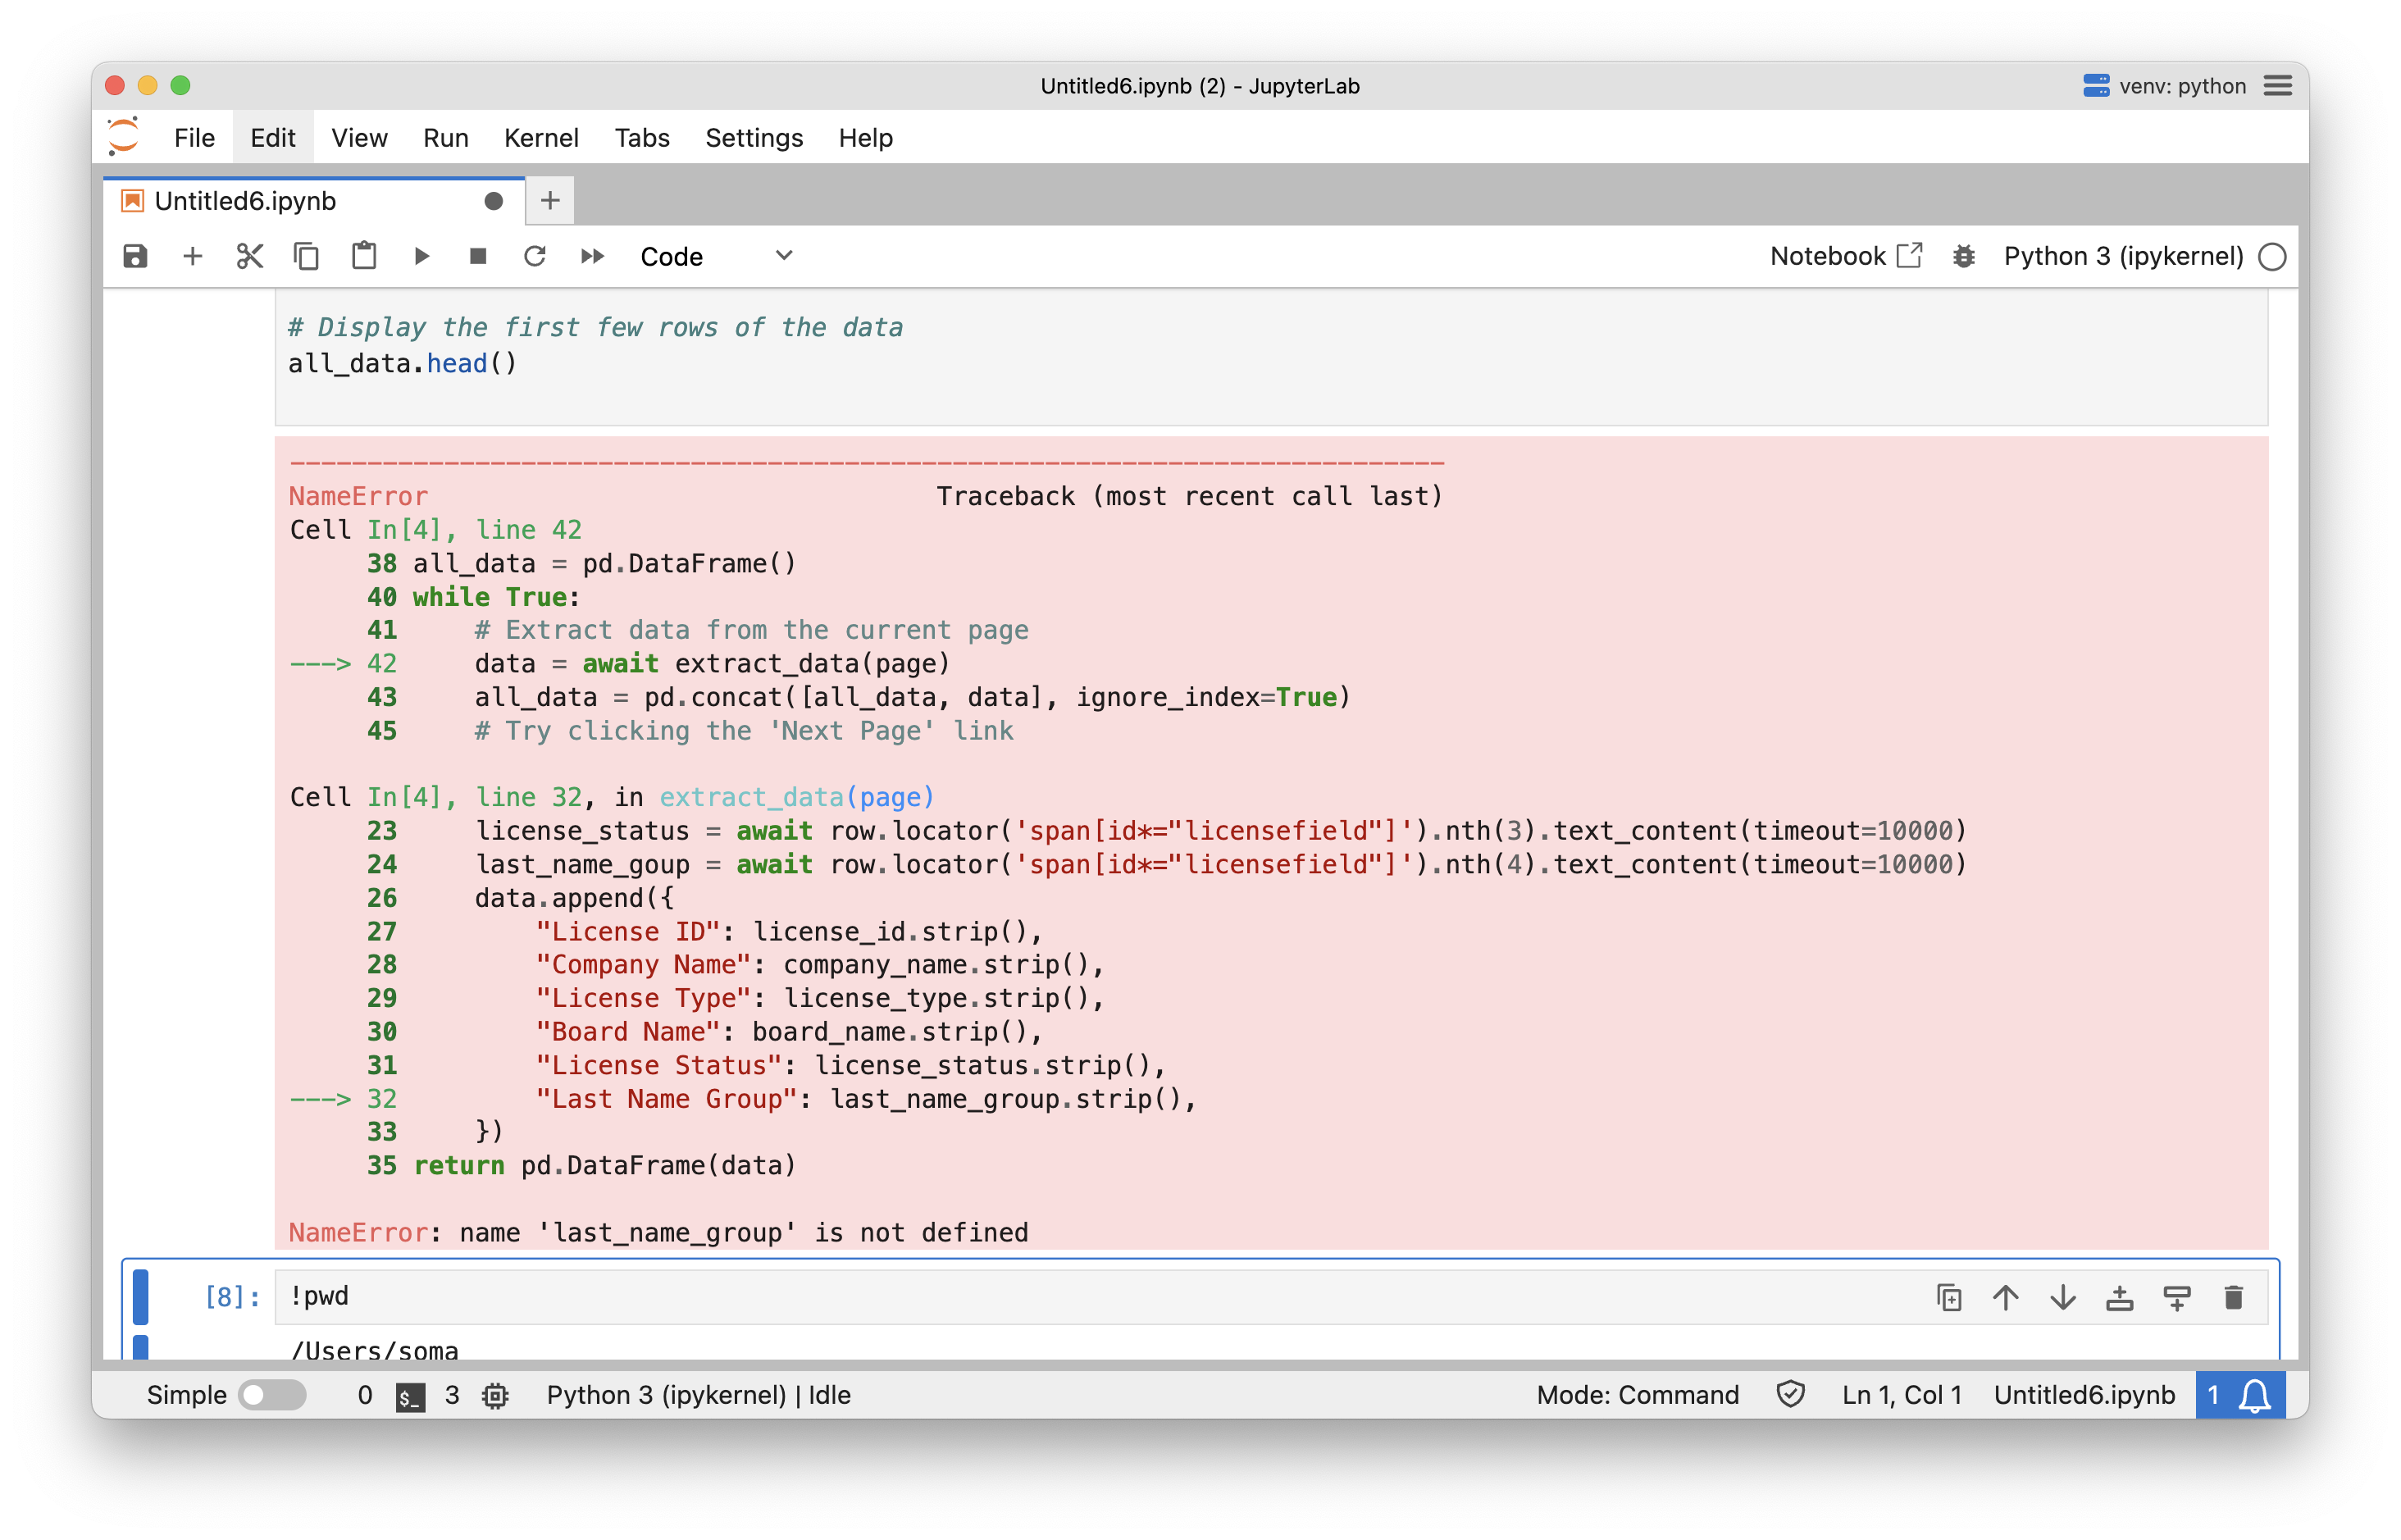 Untitled6.ipynb (2) - JupyterLab
venv: python
File Edit View Run Kernel Tabs Settings Help
Untitled6.ipynb
Code
Notebook
Python 3 (ipykernel)
# Display the first few rows of the data
all_data.head()
---------------------------------------------------------------------------
NameError                                 Traceback (most recent call last)
Cell In[4], line 42
     38 all_data = pd.DataFrame()
     40 while True:
     41     # Extract data from the current page
---> 42     data = await extract_data(page)
     43     all_data = pd.concat([all_data, data], ignore_index=True)
     45     # Try clicking the 'Next Page' link
Cell In[4], line 32, in extract_data(page)
     23     license_status = await row.locator('span[id*="licensefield"]').nth(3).text_content(timeout=10000)
     24     last_name_goup = await row.locator('span[id*="licensefield"]').nth(4).text_content(timeout=10000)
     26     data.append({
     27         "License ID": license_id.strip(),
     28         "Company Name": company_name.strip(),
     29         "License Type": license_type.strip(),
     30         "Board Name": board_name.strip(),
     31         "License Status": license_status.strip(),
---> 32         "Last Name Group": last_name_group.strip(),
     33     })
     35 return pd.DataFrame(data)
NameError: name 'last_name_group' is not defined
[8]: !pwd
/Users/soma
Simple 0 $_ 3 Python 3 (ipykernel) | Idle
Mode: Command Ln 1, Col 1 Untitled6.ipynb 1